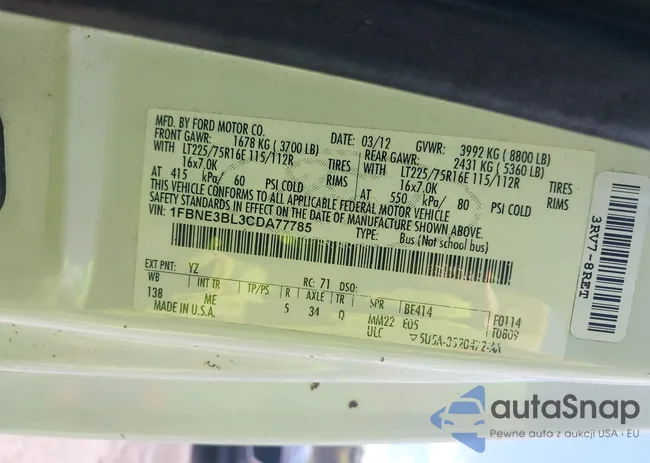 MFD. BY FORD MOTOR CO.
DATE: 03/12 GVWR: 3992 KG ( 8800 LB)
FRONT GAWR: 1678 KG ( 3700 LB) REAR GAWR: 2431 KG ( 5360 LB)
WITH LT225/75R16E 115/112R TIRES WITH LT225/75R16E 115/112R TIRES
16x7.0K RIMS 16x7.0K RIMS
AT 415 kPa/ 60 PSI COLD AT 550 kPa/ 80 PSI COLD
THIS VEHICLE CONFORMS TO ALL APPLICABLE FEDERAL MOTOR VEHICLE
SAFETY STANDARDS IN EFFECT ON THE DATE OF MANUFACTURE SHOWN ABOVE.
VIN: 1FBNE3BL3CDA77785
TYPE: Bus (Not school bus)
EXT PNT: YZ RC: 71 DSO:
WB INT TR TP/PS R AXLE TR SPR BE414 F0114
138 ME 5 34 Q MM22 E05 T0809
MADE IN U.S.A. ULC
3RV7-8RET
autaSnap
Pewne auta z aukcji USA i EU